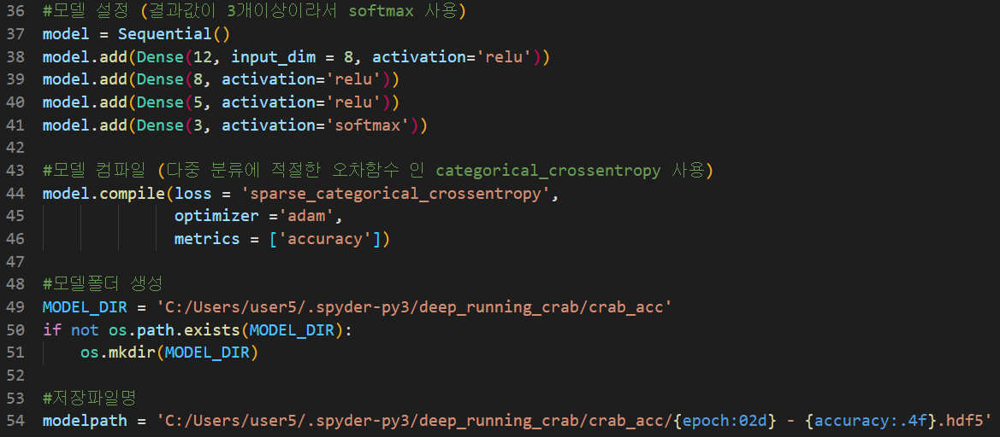 36 #모델 설정 (결과값이 3개이상이라서 softmax 사용)
37 model = Sequential()
38 model.add(Dense(12, input_dim = 8, activation='relu'))
39 model.add(Dense(8, activation='relu'))
40 model.add(Dense(5, activation='relu'))
41 model.add(Dense(3, activation='softmax'))
42
43 #모델 컴파일 (다중 분류에 적절한 오차함수 인 categorical_crossentropy 사용)
44 model.compile(loss = 'sparse_categorical_crossentropy',
45               optimizer ='adam',
46               metrics = ['accuracy'])
47
48 #모델폴더 생성
49 MODEL_DIR = 'C:/Users/user5/.spyder-py3/deep_running_crab/crab_acc'
50 if not os.path.exists(MODEL_DIR):
51     os.mkdir(MODEL_DIR)
52
53 #저장파일명
54 modelpath = 'C:/Users/user5/.spyder-py3/deep_running_crab/crab_acc/{epoch:02d} - {accuracy:.4f}.hdf5'